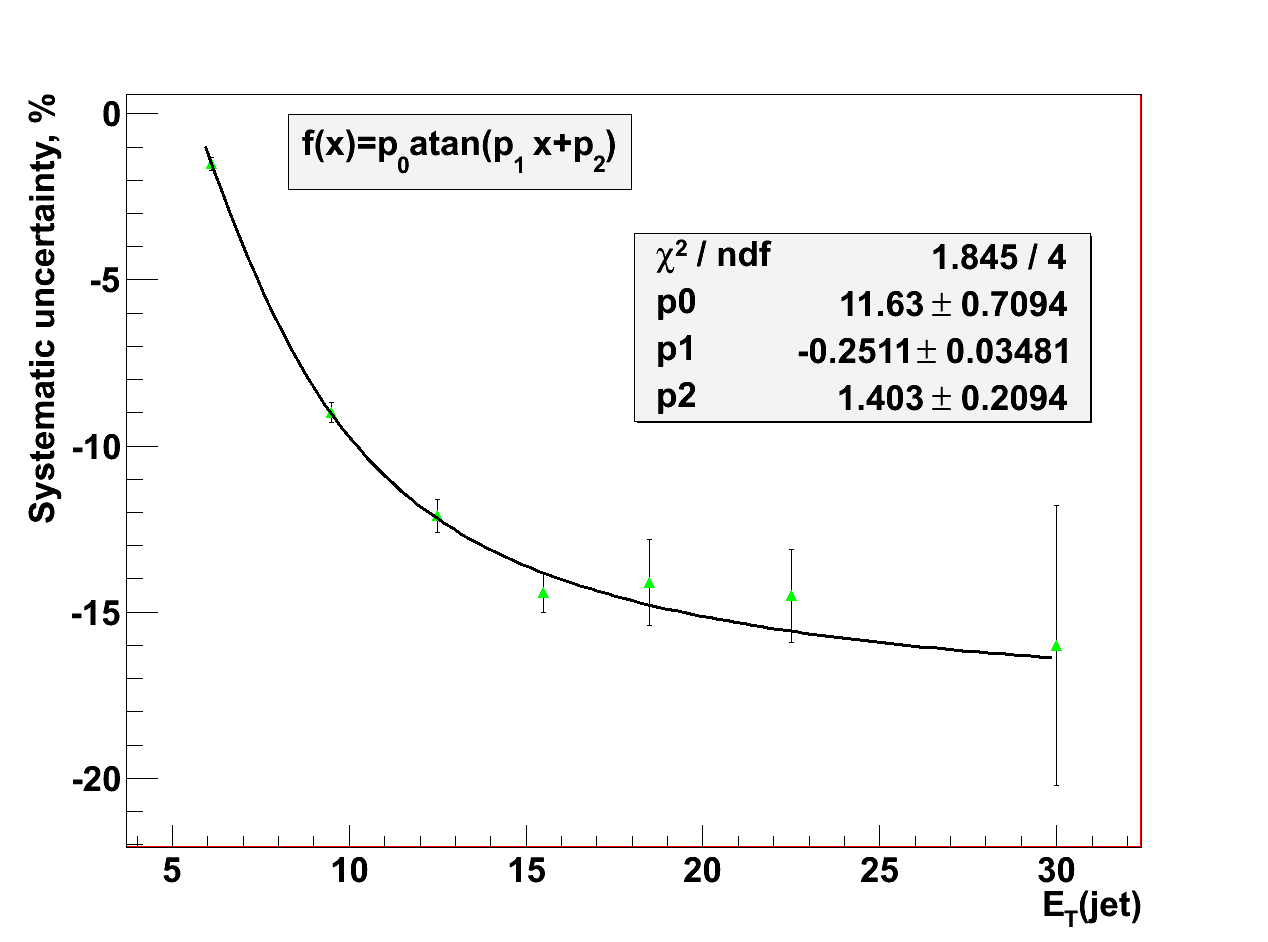 Systematic uncertainty, %
0
-5
-10
-15
-20
f(x)=p₀atan(p₁ x+p₂)
χ² / ndf 1.845 / 4
p0 11.63 ± 0.7094
p1 -0.2511 ± 0.03481
p2 1.403 ± 0.2094
5 10 15 20 25 30
E_T(jet)